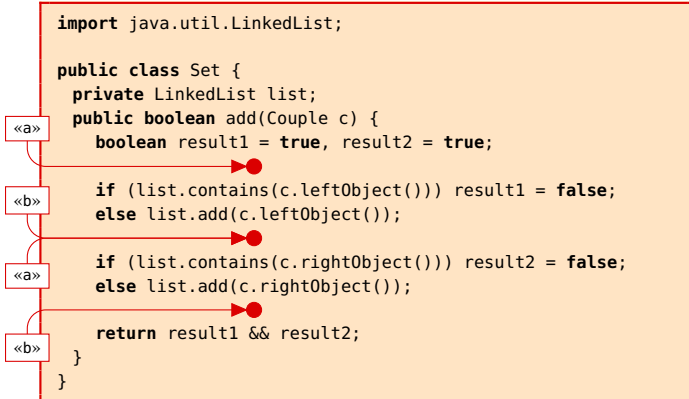 import java.util.LinkedList;
public class Set {
private LinkedList list;
public boolean add(Couple c) {
«a»
boolean result1 = true, result2 = true;
if (list.contains(c.leftObject())) result1 = false;
«b»
else list.add(c.leftObject());
if (list.contains(c.rightObject())) result2 = false;
«a»
else list.add(c.rightObject());
return result1 && result2;
«b»
}
}